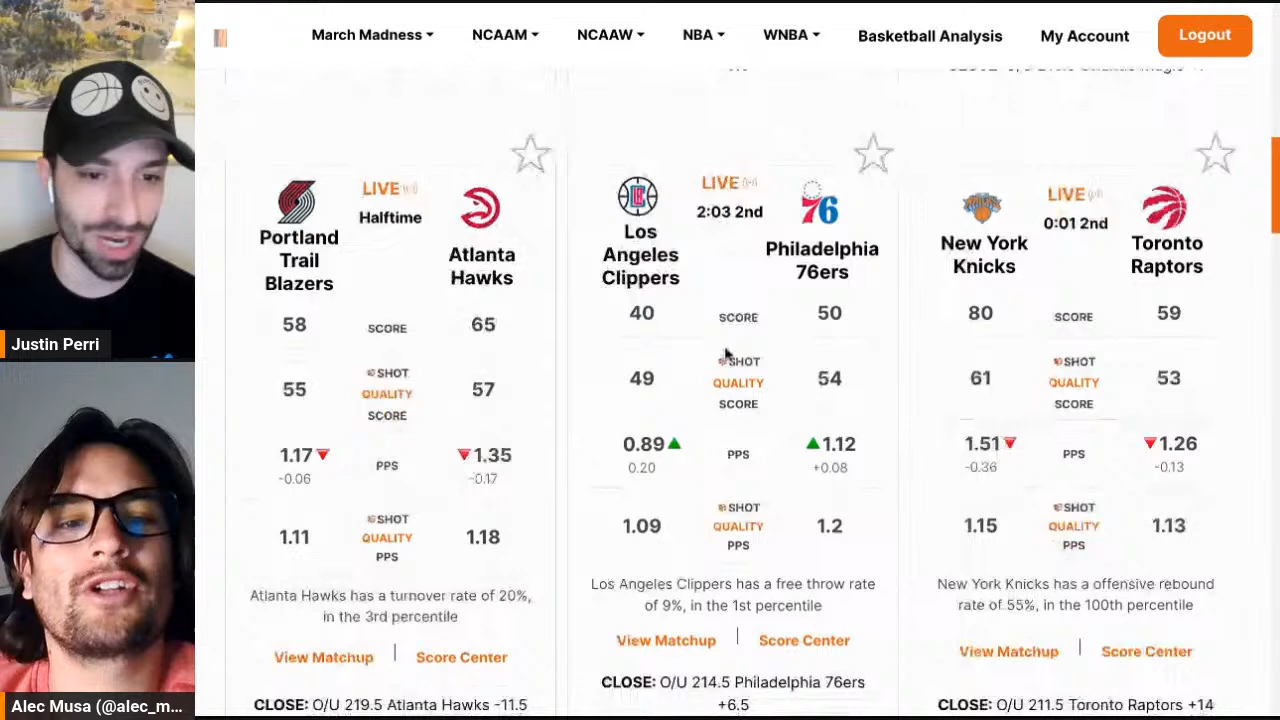 March Madness
NCAAM
NCAAW
NBA
WNBA
Basketball Analysis
My Account
Logout
LIVE
Halftime
Portland
Trail
Blazers
Atlanta
Hawks
58
SCORE
65
55
SHOT
QUALITY
SCORE
57
1.17
-0.06
PPS
1.35
-0.17
1.11
SHOT
QUALITY
PPS
1.18
Atlanta Hawks has a turnover rate of 20%,
in the 3rd percentile
View Matchup
Score Center
CLOSE: O/U 219.5 Atlanta Hawks -11.5
LIVE
2:03 2nd
76
Los
Angeles
Clippers
Philadelphia
76ers
40
SCORE
50
49
SHOT
QUALITY
SCORE
54
0.89
0.20
PPS
1.12
+0.08
1.09
SHOT
QUALITY
PPS
1.2
Los Angeles Clippers has a free throw rate
of 9%, in the 1st percentile
View Matchup
Score Center
CLOSE: O/U 214.5 Philadelphia 76ers
+6.5
LIVE
0:01 2nd
New York
Knicks
Toronto
Raptors
80
SCORE
59
61
SHOT
QUALITY
SCORE
53
1.51
-0.36
PPS
1.26
-0.13
1.15
SHOT
QUALITY
PPS
1.13
New York Knicks has a offensive rebound
rate of 55%, in the 100th percentile
View Matchup
Score Center
CLOSE: O/U 211.5 Toronto Raptors +14
Justin Perri
Alec Musa (@alec_m...